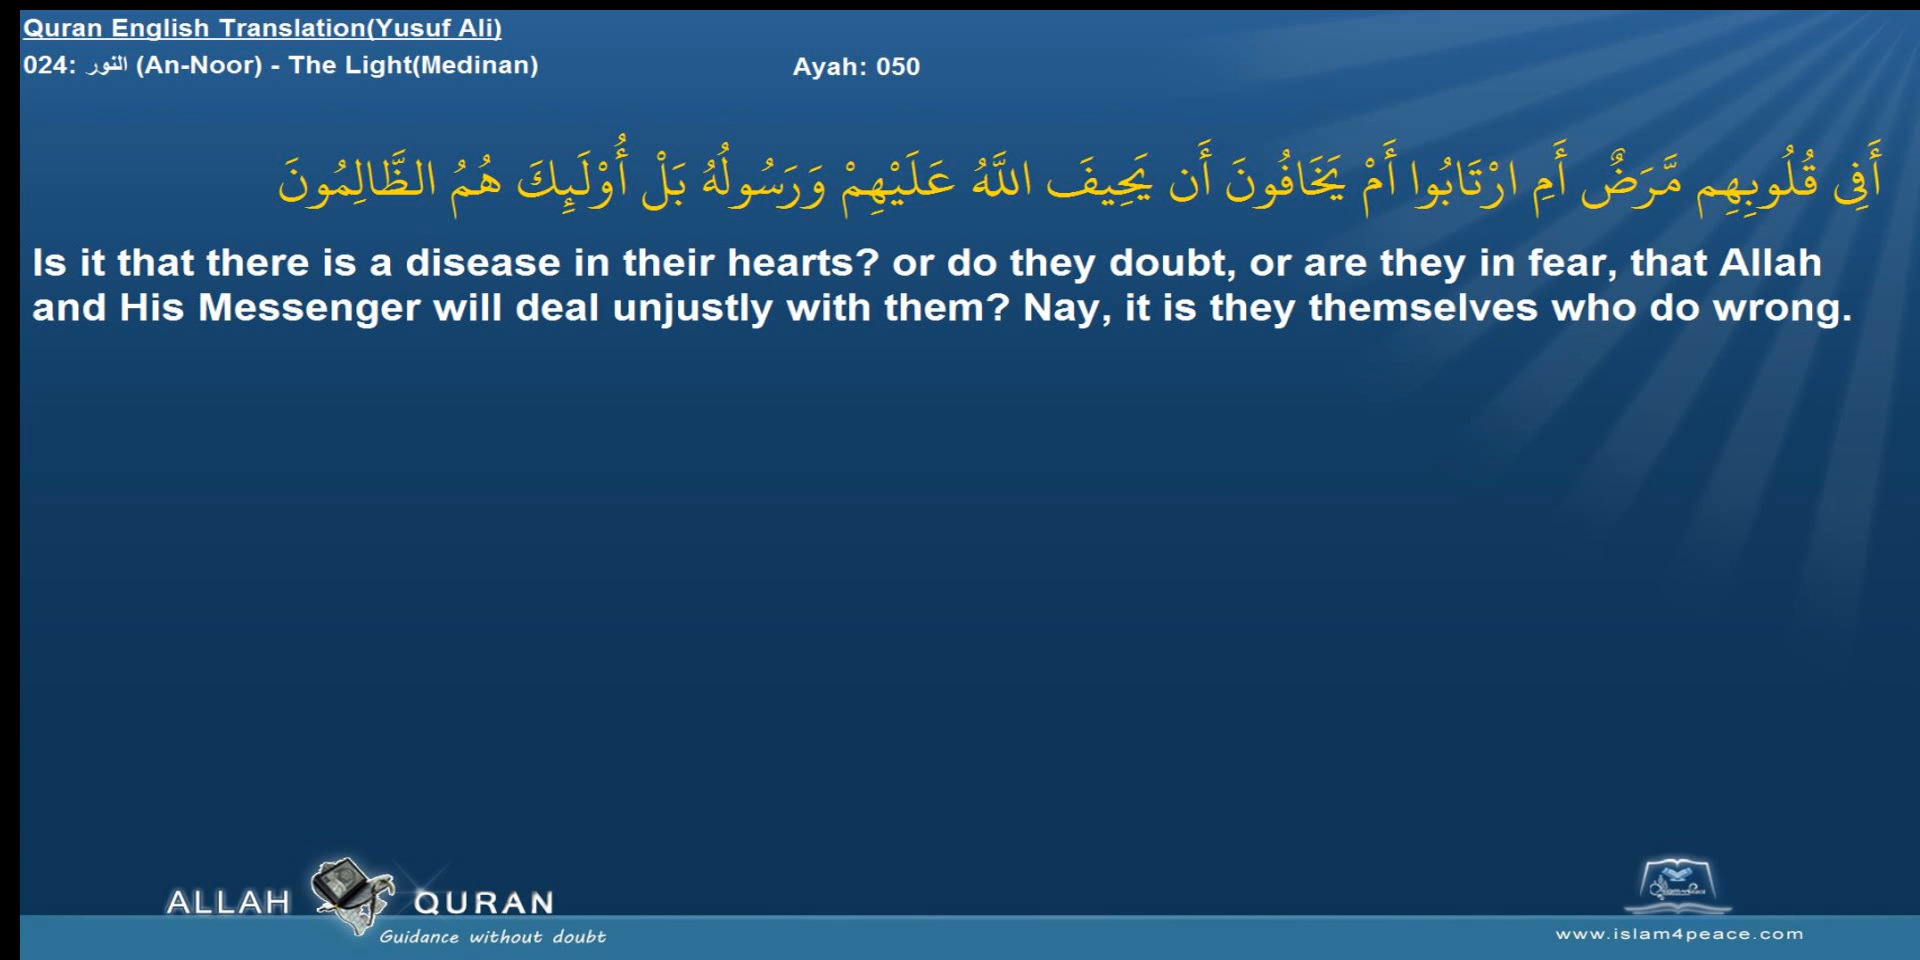 Quran English Translation(Yusuf Ali)
024: النور (An-Noor) - The Light(Medinan)
Ayah: 050
أَفِي قُلُوبِهِم مَّرَضٌ أَمِ ارْتَابُوا أَمْ يَخَافُونَ أَن يَحِيفَ اللَّهُ عَلَيْهِمْ وَرَسُولُهُ بَلْ أُوْلَئِكَ هُمُ الظَّالِمُونَ
Is it that there is a disease in their hearts? or do they doubt, or are they in fear, that Allah
and His Messenger will deal unjustly with them? Nay, it is they themselves who do wrong.
ALLAH QURAN
Guidance without doubt
www.islam4peace.com